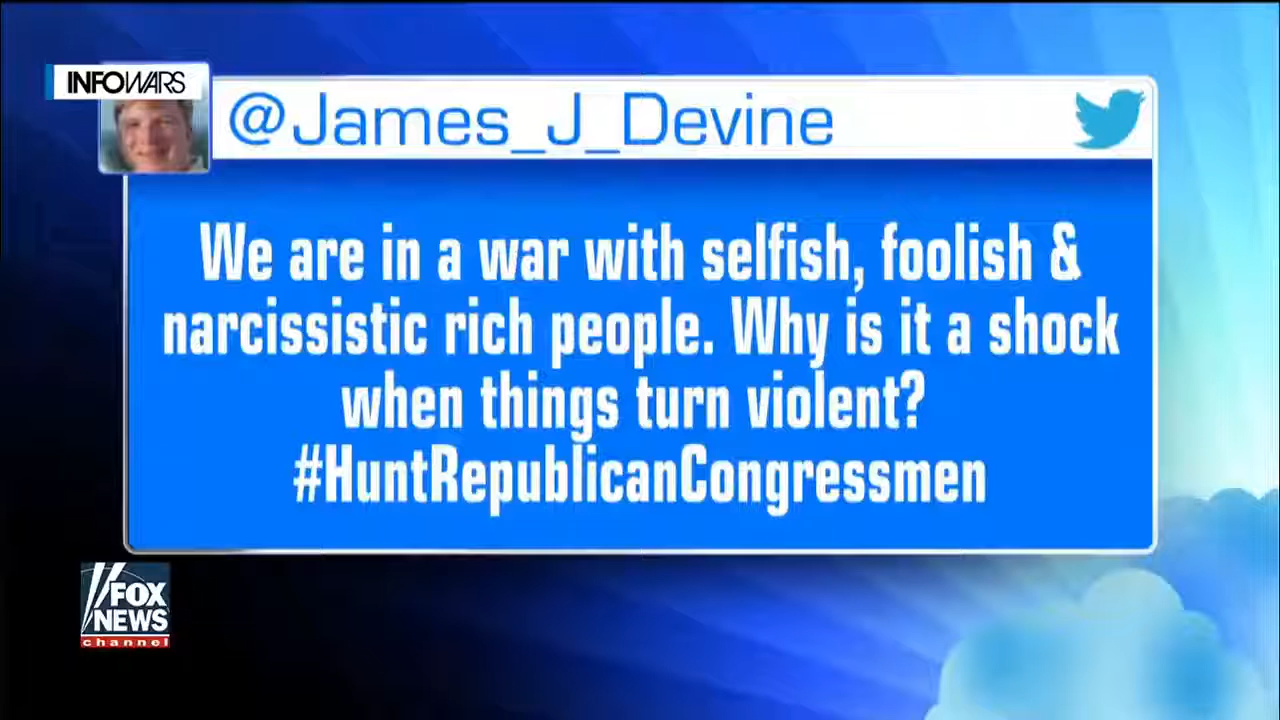 INFOWARS
@James_J_Devine
We are in a war with selfish, foolish &
narcissistic rich people. Why is it a shock
when things turn violent?
#HuntRepublicanCongressmen
FOX
NEWS
channel